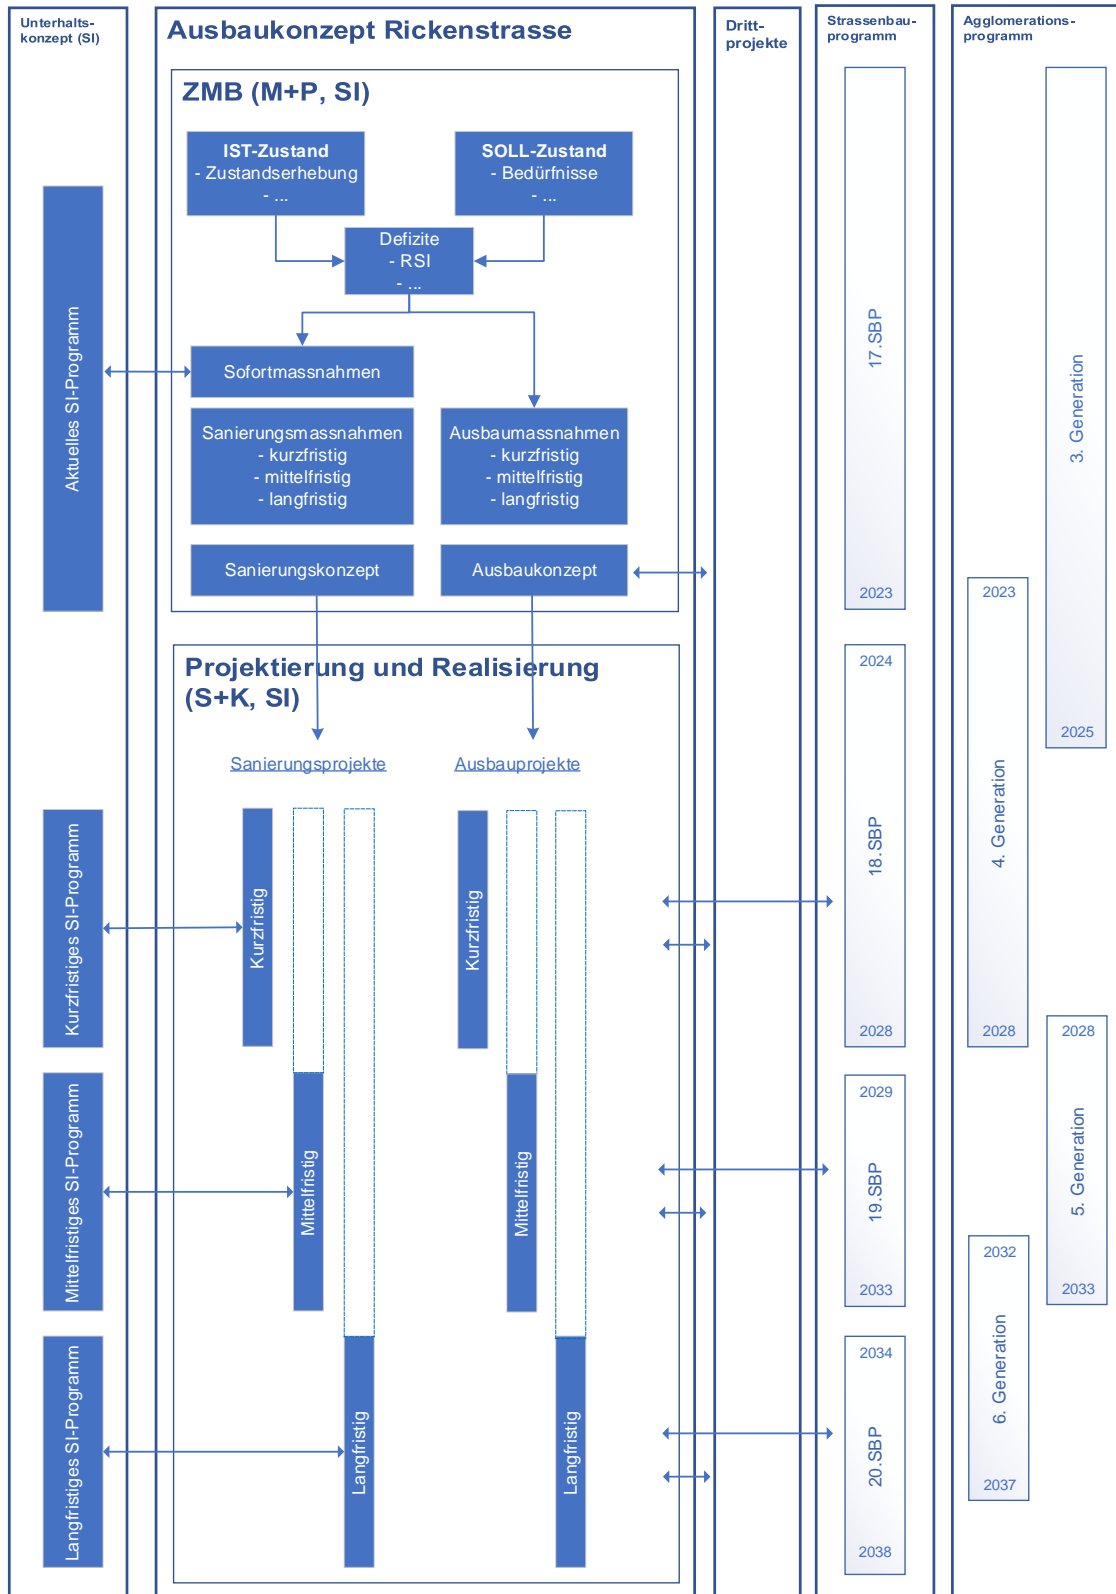 Unterhalts-
konzept (SI)
Aktuelles SI-Programm
Kurzfristiges SI-Programm
Mittelfristiges SI-Programm
Langfristiges SI-Programm
Ausbaukonzept Rickenstrasse
ZMB (M+P, SI)
IST-Zustand
- Zustandserhebung
- ...
SOLL-Zustand
- Bedürfnisse
- ...
Defizite
- RSI
- ...
Sofortmassnahmen
Sanierungsmassnahmen
- kurzfristig
- mittelfristig
- langfristig
Ausbaumassnahmen
- kurzfristig
- mittelfristig
- langfristig
Sanierungskonzept
Ausbaukonzept
Projektierung und Realisierung
(S+K, SI)
Sanierungsprojekte
Kurzfristig
Mittelfristig
Langfristig
Ausbauprojekte
Kurzfristig
Mittelfristig
Langfristig
Dritt-
projekte
Strassenbau-
programm
17.SBP
2023
2024
18.SBP
2028
2029
19.SBP
2033
2034
20.SBP
2038
Agglomerations-
programm
3. Generation
2025
2023
4. Generation
2028
2028
5. Generation
2033
2032
6. Generation
2037